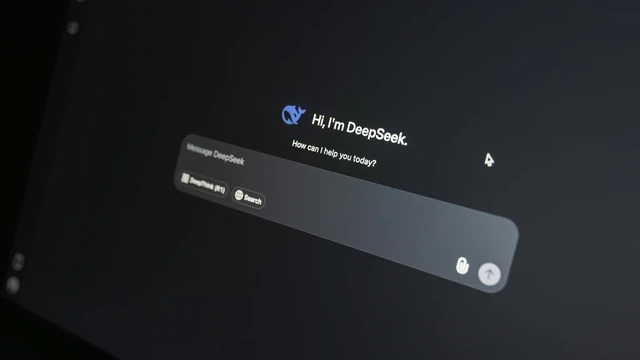 Hi, I'm DeepSeek.
How can I help you today?
Message DeepSeek
DeepThink (R1)
Search